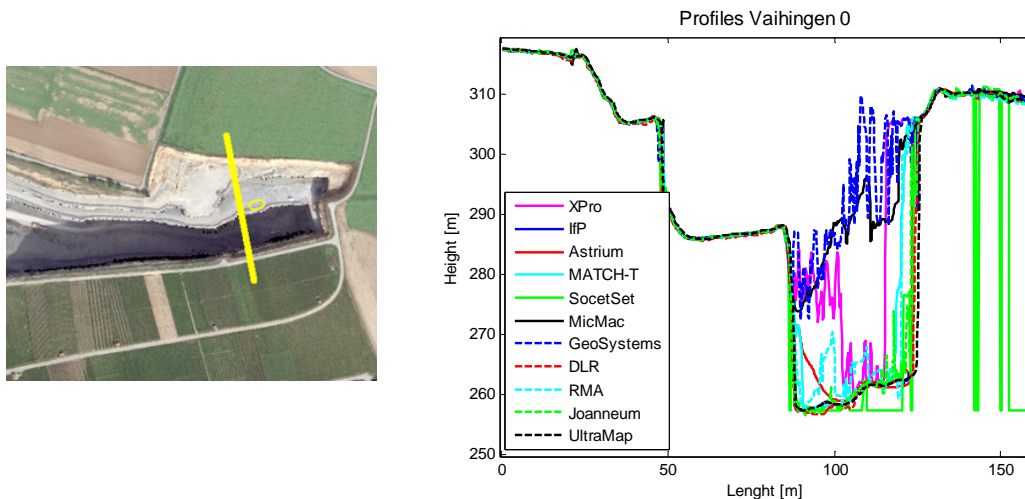 Profiles Vaihingen 0
Height [m]
310
300
290
280
270
260
250
XPro
IfP
Astrium
MATCH-T
SocetSet
MicMac
GeoSystems
DLR
RMA
Joanneum
UltraMap
0
50
100
150
Lenght [m]